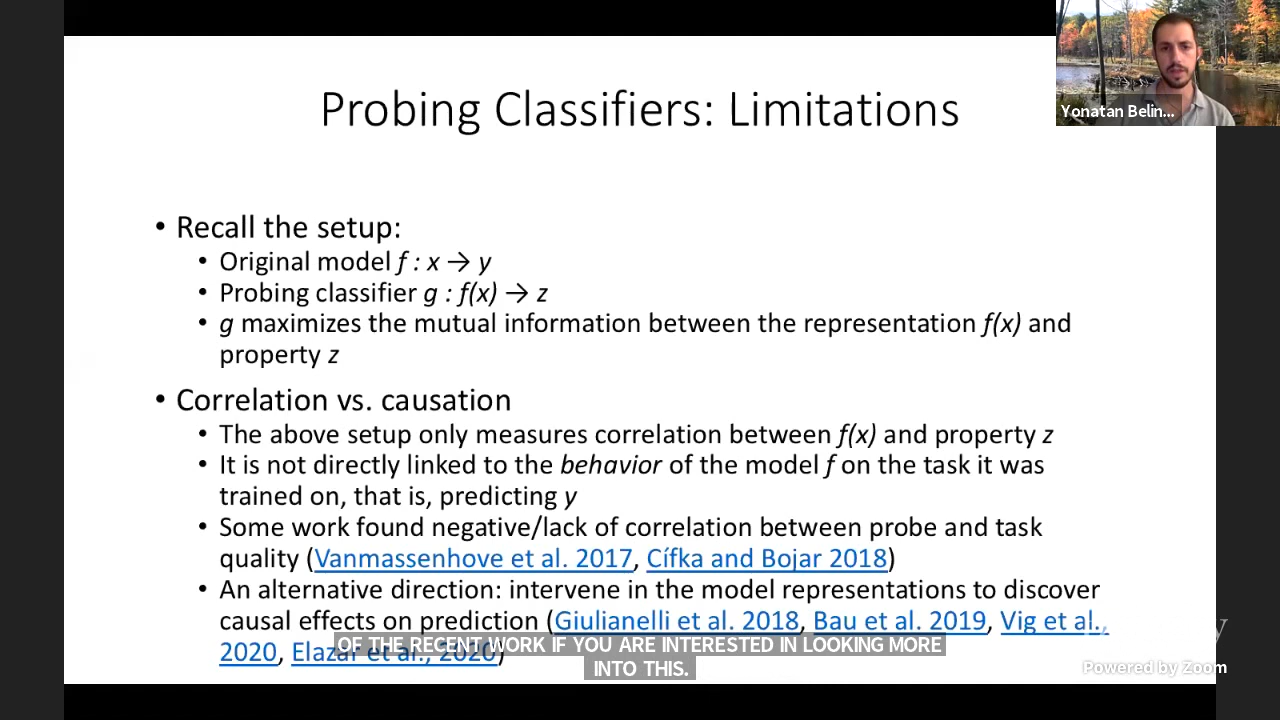 Probing Classifiers: Limitations
Yonatan Belin...
• Recall the setup:
• Original model f : x → y
• Probing classifier g : f(x) → z
• g maximizes the mutual information between the representation f(x) and
property z
• Correlation vs. causation
• The above setup only measures correlation between f(x) and property z
• It is not directly linked to the behavior of the model f on the task it was
trained on, that is, predicting y
• Some work found negative/lack of correlation between probe and task
quality (Vanmassenhove et al. 2017, Cífka and Bojar 2018)
• An alternative direction: intervene in the model representations to discover
causal effects on prediction (Giulianelli et al. 2018, Bau et al. 2019, Vig et al.,
2020, Elazar et al., 2020)
OF THE RECENT WORK IF YOU ARE INTERESTED IN LOOKING MORE
INTO THIS.
Powered by Zoom